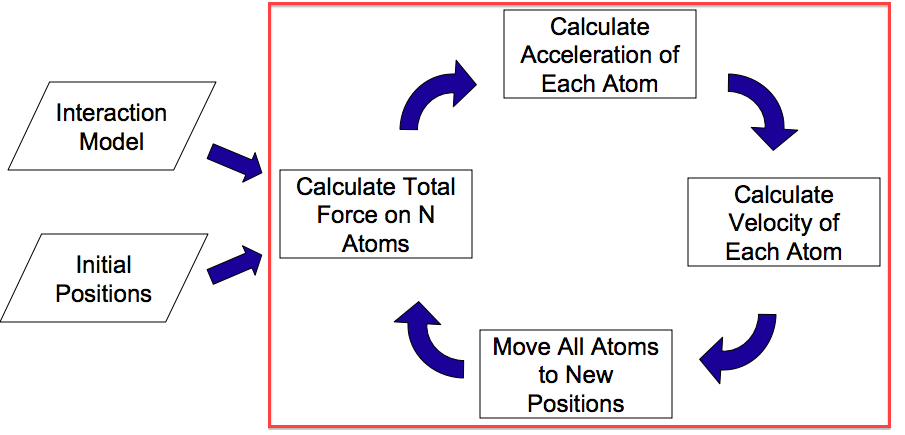 Interaction
Model
Initial
Positions
Calculate
Acceleration of
Each Atom
Calculate Total
Force on N
Atoms
Calculate
Velocity of
Each Atom
Move All Atoms
to New
Positions